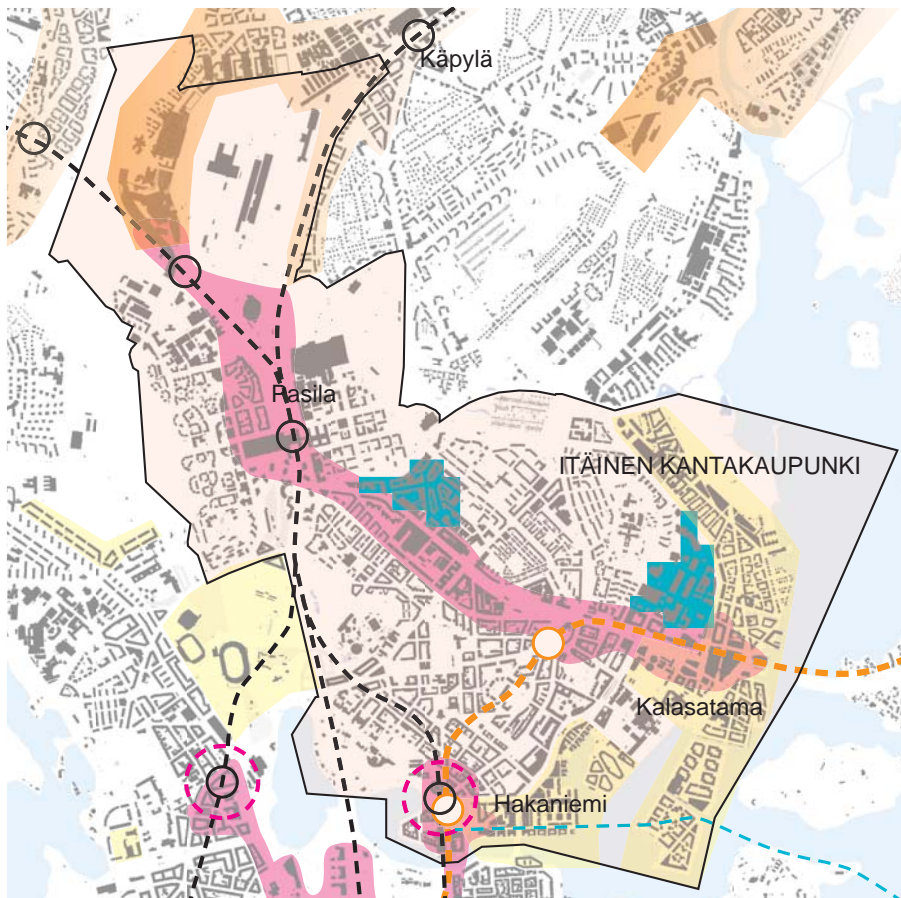 Käpylä
Pasila
ITÄINEN KANTAKAUPUNKI
Kalasatama
Hakaniemi